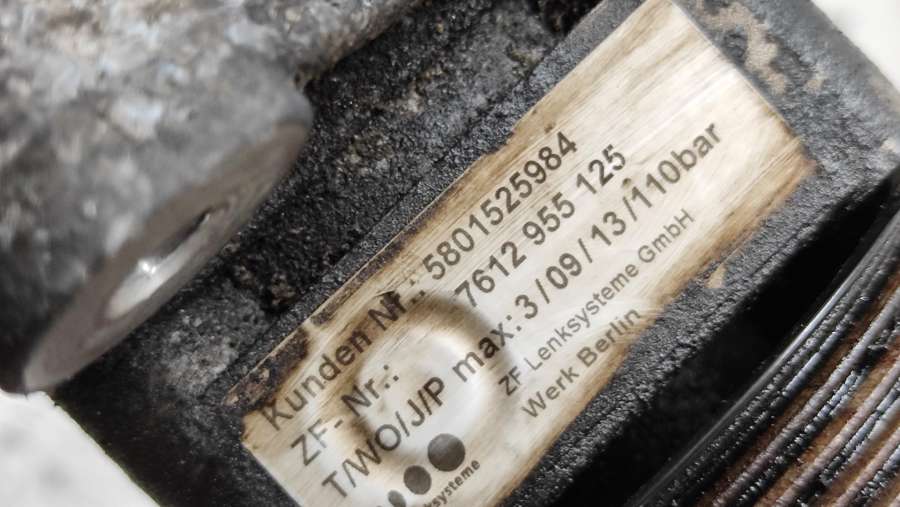 Kunden Nr.: 5801525984
ZF- Nr.: 7612 955 125
T/WO/J/P max: 3/09/13/110bar
ZF Lenksysteme GmbH
Werk Berlin